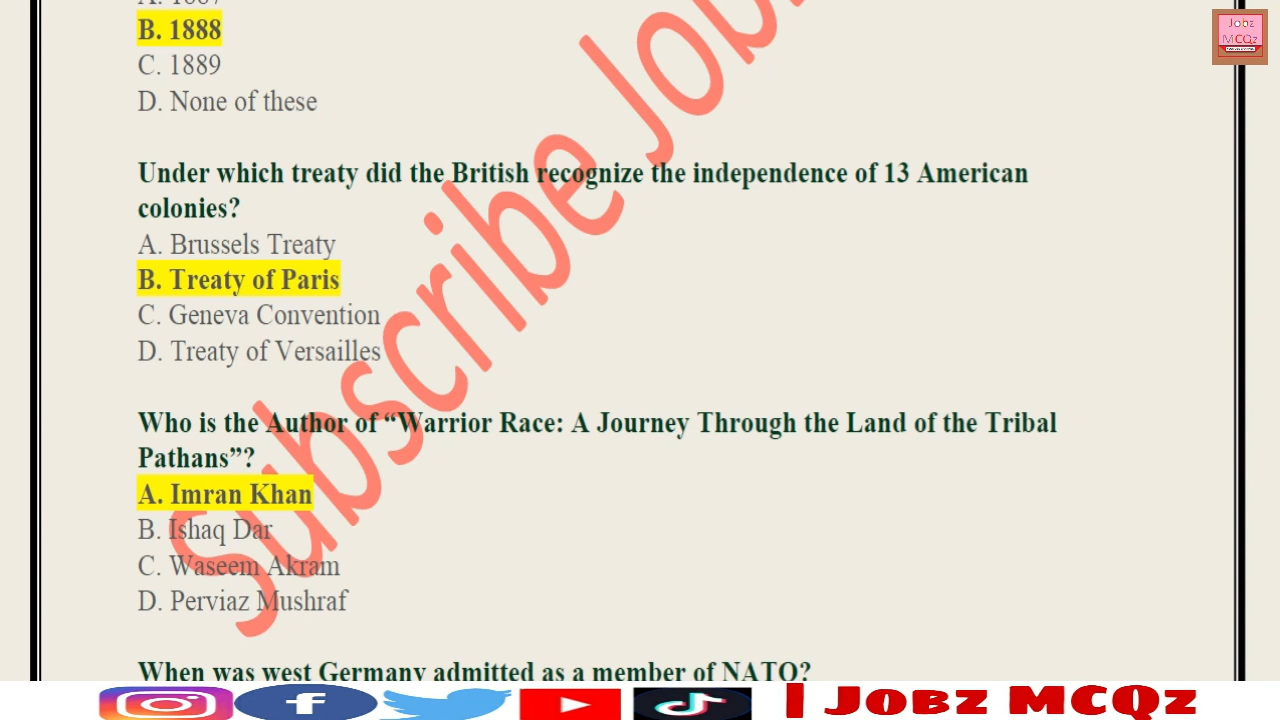 B. 1888
C. 1889
D. None of these
Under which treaty did the British recognize the independence of 13 American
colonies?
A. Brussels Treaty
B. Treaty of Paris
C. Geneva Convention
D. Treaty of Versailles
Who is the Author of “Warrior Race: A Journey Through the Land of the Tribal
Pathans”?
A. Imran Khan
B. Ishaq Dar
C. Waseem Akram
D. Perviaz Mushraf
When was west Germany admitted as a member of NATO?
Subscribe
Jobz
MCQz
| Jobz MCQz